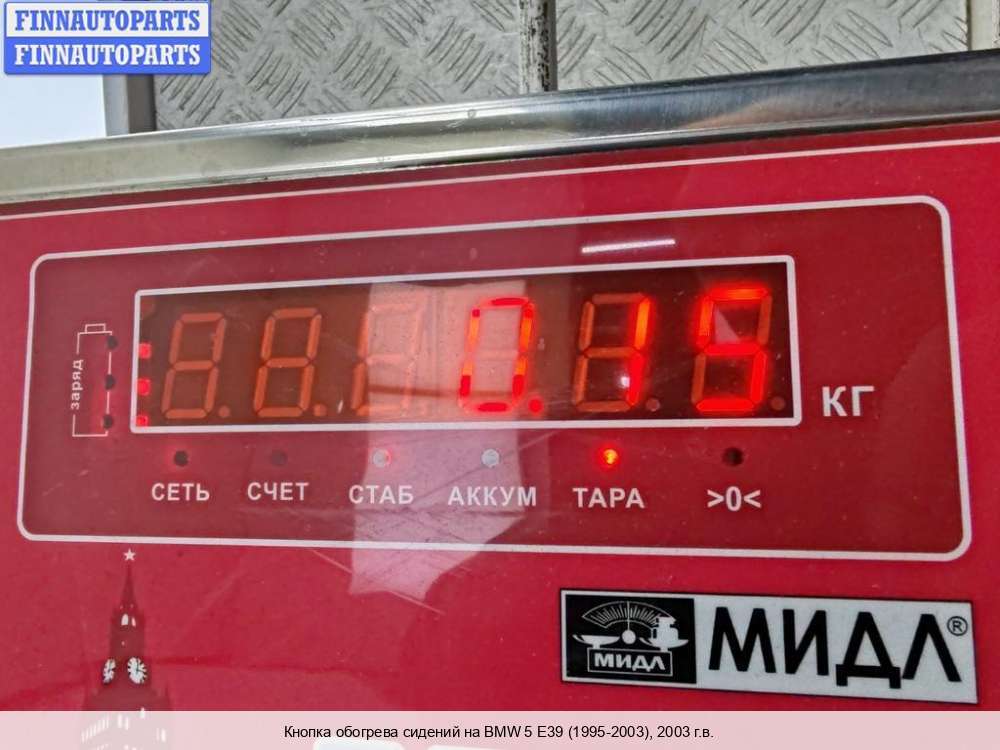 FINNAUTOPARTS
FINNAUTOPARTS
заряд
0.15
КГ
СЕТЬ СЧЕТ СТАБ АККУМ ТАРА >0<
МИДЛ
МИДЛ®
Кнопка обогрева сидений на BMW 5 E39 (1995-2003), 2003 г.в.